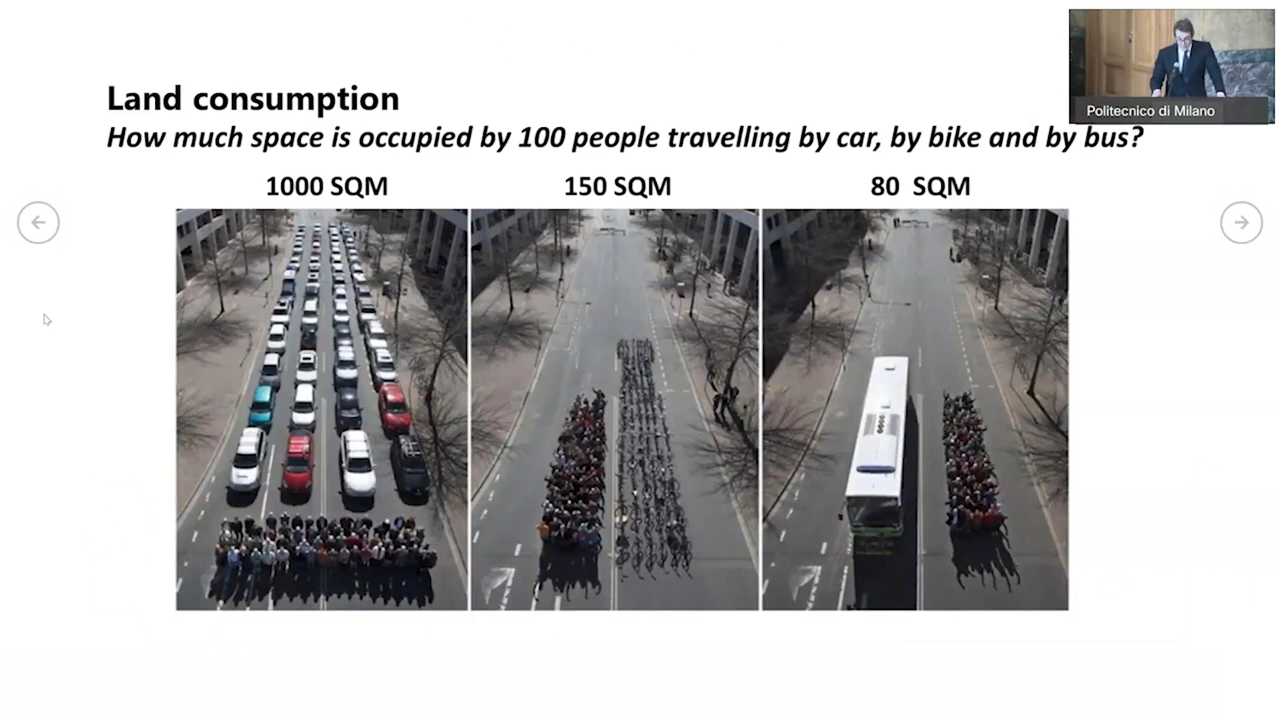 Politecnico di Milano
Land consumption
How much space is occupied by 100 people travelling by car, by bike and by bus?
1000 SQM
150 SQM
80 SQM